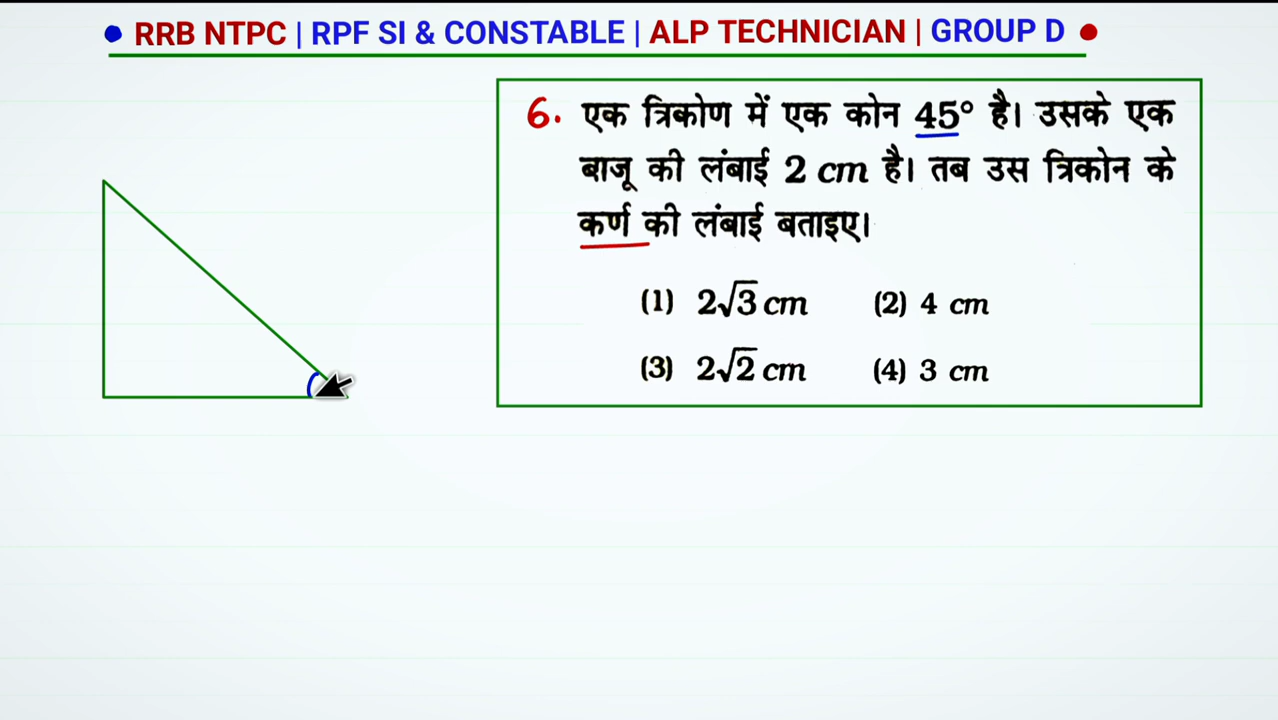 RRB NTPC | RPF SI & CONSTABLE | ALP TECHNICIAN | GROUP D
6. एक त्रिकोण में एक कोन 45° है। उसके एक
बाजू की लंबाई 2 cm है। तब उस त्रिकोन के
कर्ण की लंबाई बताइए।
(1) 2√3 cm (2) 4 cm
(3) 2√2 cm (4) 3 cm